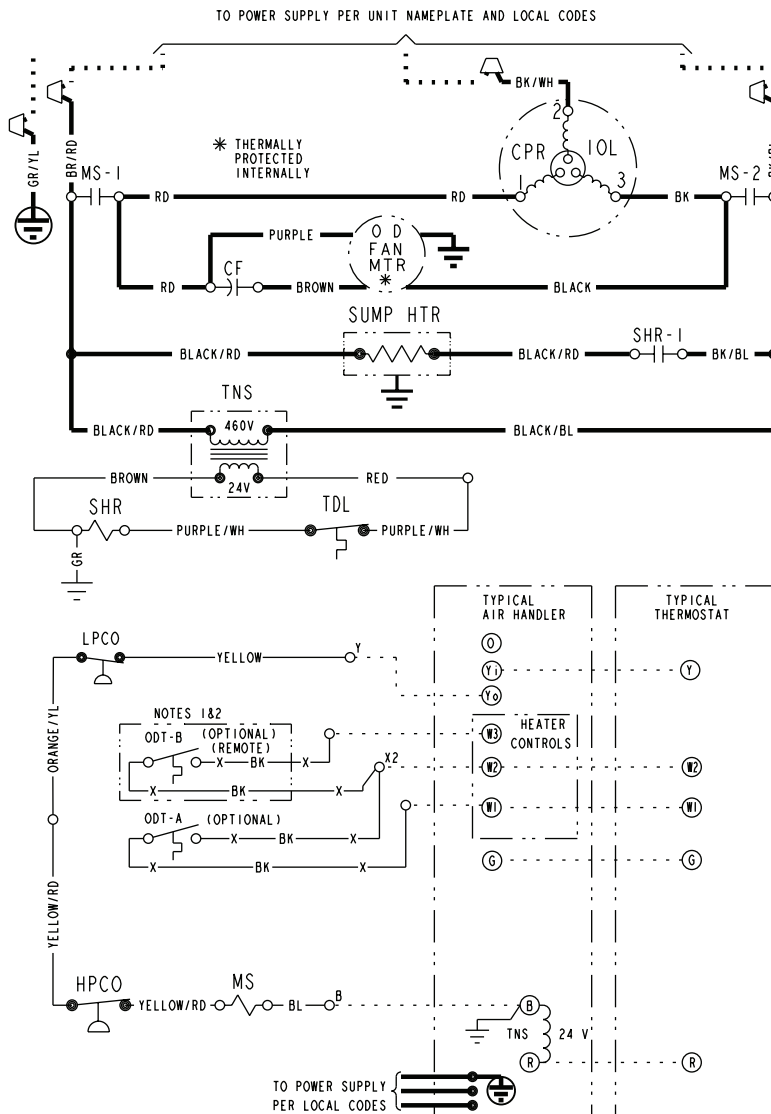 TO POWER SUPPLY PER UNIT NAMEPLATE AND LOCAL CODES
BK/WH
2
GR/YL
BR/RD
MS-1
* THERMALLY
PROTECTED
INTERNALLY
CPR
IOL
1
3
MS-2
RD
RD
BK
PURPLE
O D
FAN
MTR
*
CF
RD
BROWN
BLACK
SUMP HTR
SHR-1
BLACK/RD
BLACK/RD
BK/BL
TNS
460V
BLACK/RD
BLACK/BL
BROWN
24V
RED
SHR
TDL
PURPLE/WH
PURPLE/WH
GR
TYPICAL
AIR HANDLER
TYPICAL
THERMOSTAT
LPCO
YELLOW
Y
O
Yi
Y
Yo
ORANGE/YL
NOTES 1&2
ODT-B
(OPTIONAL)
(REMOTE)
X
BK
X
X2
W3
HEATER
CONTROLS
W2
W2
X
BK
X
ODT-A
(OPTIONAL)
W1
W1
X
BK
X
X
BK
X
G
G
YELLOW/RD
HPCO
YELLOW/RD
MS
BL
B
B
TNS
24 V
R
R
TO POWER SUPPLY
PER LOCAL CODES